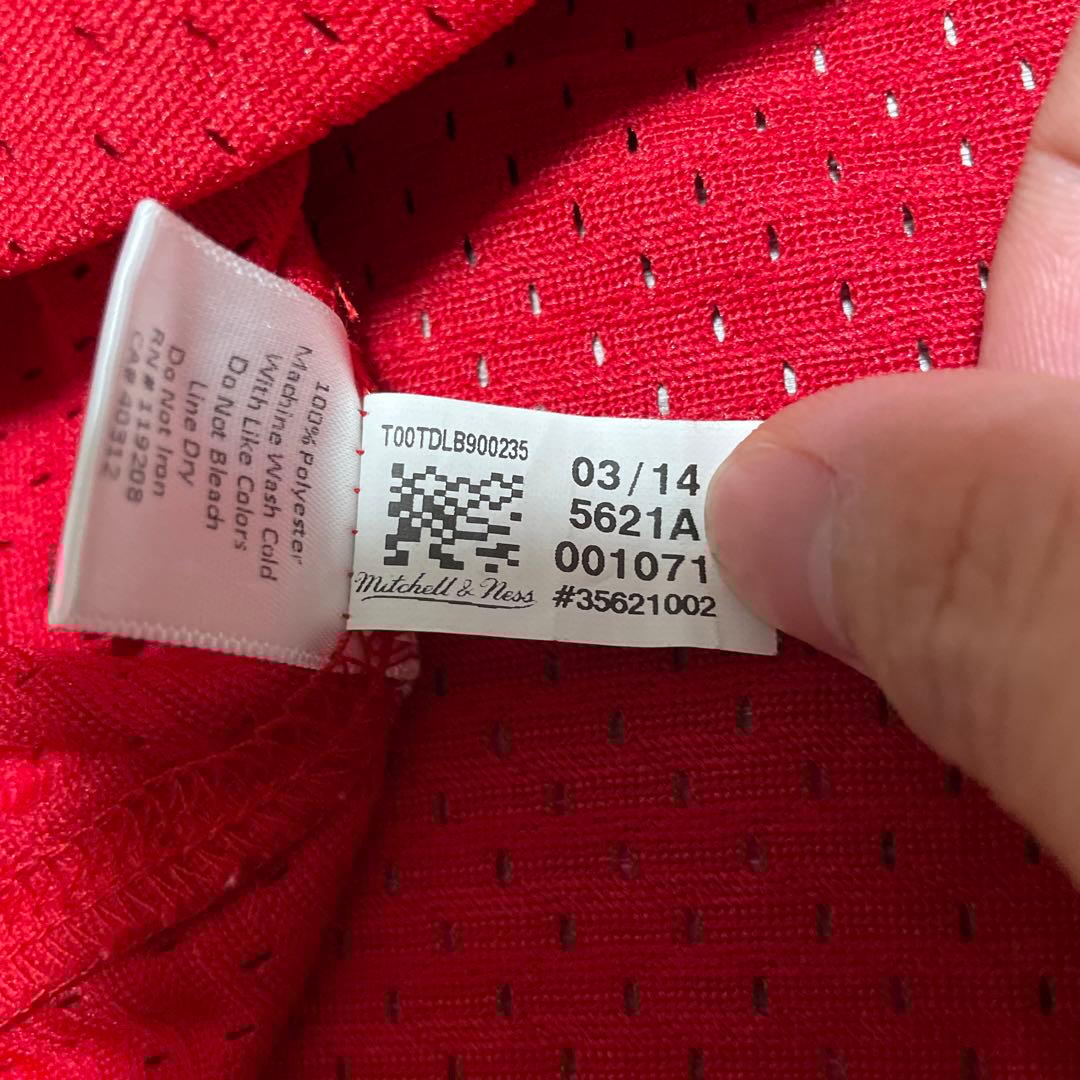 100% Polyester
Machine Wash Cold
With Like Colors
Do Not Bleach
Line Dry
Do Not Iron
RN# 119208
CA# 40312
T00TDLB900235
03/14
5621A
001071
Mitchell & Ness
#35621002